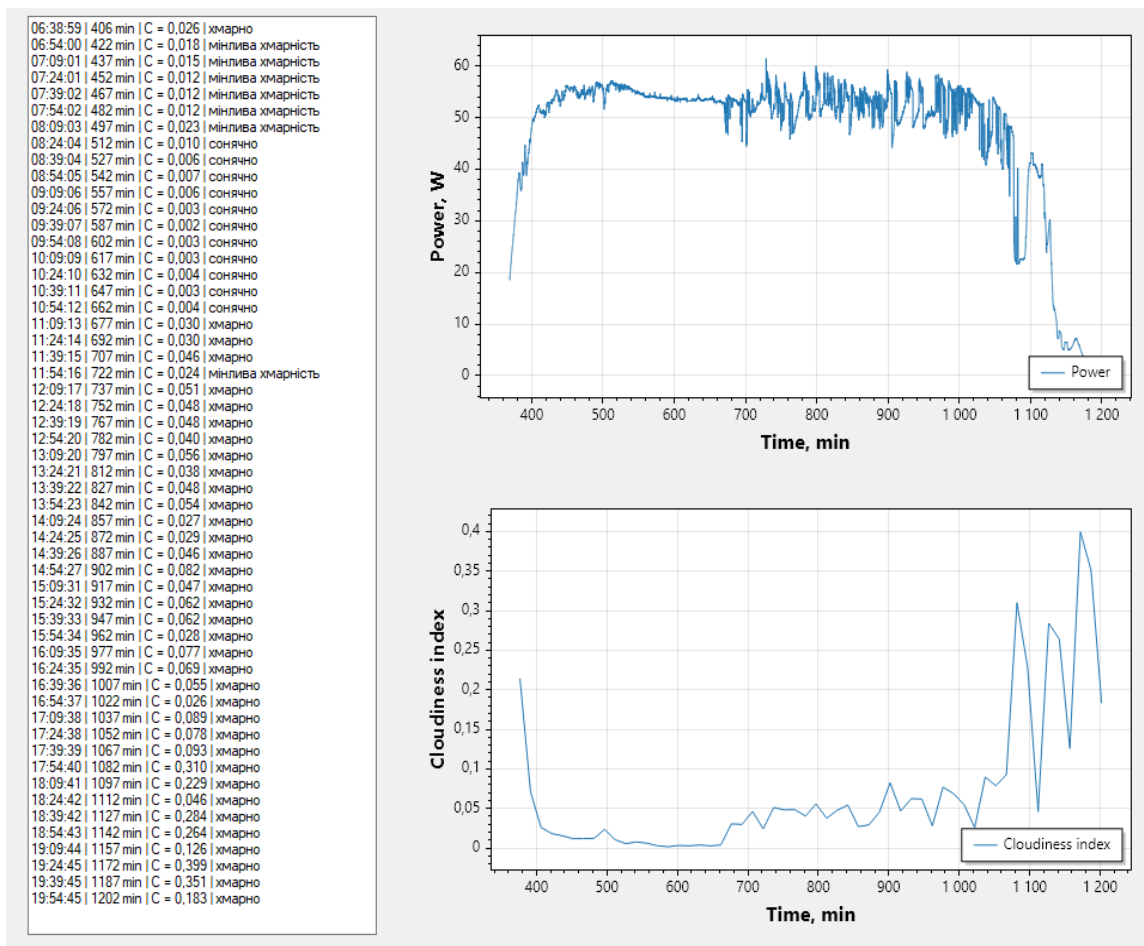 06:38:59 | 406 min | C = 0,026 | хмарно
06:54:00 | 422 min | C = 0,018 | мінлива хмарність
07:09:01 | 437 min | C = 0,015 | мінлива хмарність
07:24:01 | 452 min | C = 0,012 | мінлива хмарність
07:39:02 | 467 min | C = 0,012 | мінлива хмарність
07:54:02 | 482 min | C = 0,012 | мінлива хмарність
08:09:03 | 497 min | C = 0,023 | мінлива хмарність
08:24:04 | 512 min | C = 0,010 | сонячно
08:39:04 | 527 min | C = 0,006 | сонячно
08:54:05 | 542 min | C = 0,007 | сонячно
09:09:06 | 557 min | C = 0,006 | сонячно
09:24:06 | 572 min | C = 0,003 | сонячно
09:39:07 | 587 min | C = 0,002 | сонячно
09:54:08 | 602 min | C = 0,003 | сонячно
10:09:09 | 617 min | C = 0,003 | сонячно
10:24:10 | 632 min | C = 0,004 | сонячно
10:39:11 | 647 min | C = 0,003 | сонячно
10:54:12 | 662 min | C = 0,004 | сонячно
11:09:13 | 677 min | C = 0,030 | хмарно
11:24:14 | 692 min | C = 0,030 | хмарно
11:39:15 | 707 min | C = 0,046 | хмарно
11:54:16 | 722 min | C = 0,024 | мінлива хмарність
12:09:17 | 737 min | C = 0,051 | хмарно
12:24:18 | 752 min | C = 0,048 | хмарно
12:39:19 | 767 min | C = 0,048 | хмарно
12:54:20 | 782 min | C = 0,040 | хмарно
13:09:20 | 797 min | C = 0,056 | хмарно
13:24:21 | 812 min | C = 0,038 | хмарно
13:39:22 | 827 min | C = 0,048 | хмарно
13:54:23 | 842 min | C = 0,054 | хмарно
14:09:24 | 857 min | C = 0,027 | хмарно
14:24:25 | 872 min | C = 0,029 | хмарно
14:39:26 | 887 min | C = 0,046 | хмарно
14:54:27 | 902 min | C = 0,082 | хмарно
15:09:31 | 917 min | C = 0,047 | хмарно
15:24:32 | 932 min | C = 0,062 | хмарно
15:39:33 | 947 min | C = 0,062 | хмарно
15:54:34 | 962 min | C = 0,028 | хмарно
16:09:35 | 977 min | C = 0,077 | хмарно
16:24:35 | 992 min | C = 0,069 | хмарно
16:39:36 | 1007 min | C = 0,055 | хмарно
16:54:37 | 1022 min | C = 0,026 | хмарно
17:09:38 | 1037 min | C = 0,089 | хмарно
17:24:38 | 1052 min | C = 0,078 | хмарно
17:39:39 | 1067 min | C = 0,093 | хмарно
17:54:40 | 1082 min | C = 0,310 | хмарно
18:09:41 | 1097 min | C = 0,229 | хмарно
18:24:42 | 1112 min | C = 0,046 | хмарно
18:39:42 | 1127 min | C = 0,284 | хмарно
18:54:43 | 1142 min | C = 0,264 | хмарно
19:09:44 | 1157 min | C = 0,126 | хмарно
19:24:45 | 1172 min | C = 0,399 | хмарно
19:39:45 | 1187 min | C = 0,351 | хмарно
19:54:45 | 1202 min | C = 0,183 | хмарно
Power, W
60
50
40
30
20
10
0
Power
400 500 600 700 800 900 1 000 1 100 1 200
Time, min
Cloudiness index
0,4
0,35
0,3
0,25
0,2
0,15
0,1
0,05
0
Cloudiness index
400 500 600 700 800 900 1 000 1 100 1 200
Time, min